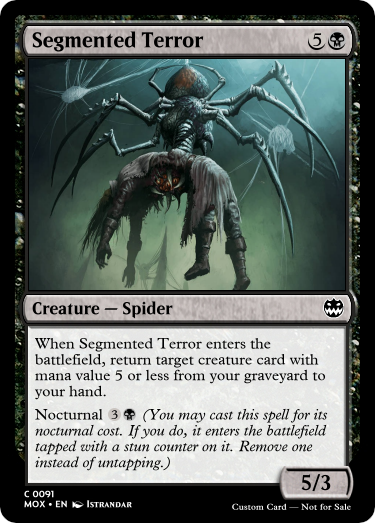 Segmented Terror 5
Creature — Spider
When Segmented Terror enters the
battlefield, return target creature card with
mana value 5 or less from your graveyard to
your hand.
Nocturnal 3 (You may cast this spell for its
nocturnal cost. If you do, it enters the battlefield
tapped with a stun counter on it. Remove one
instead of untapping.)
5/3
C 0091
MOX • EN Istrandar
Custom Card — Not for Sale